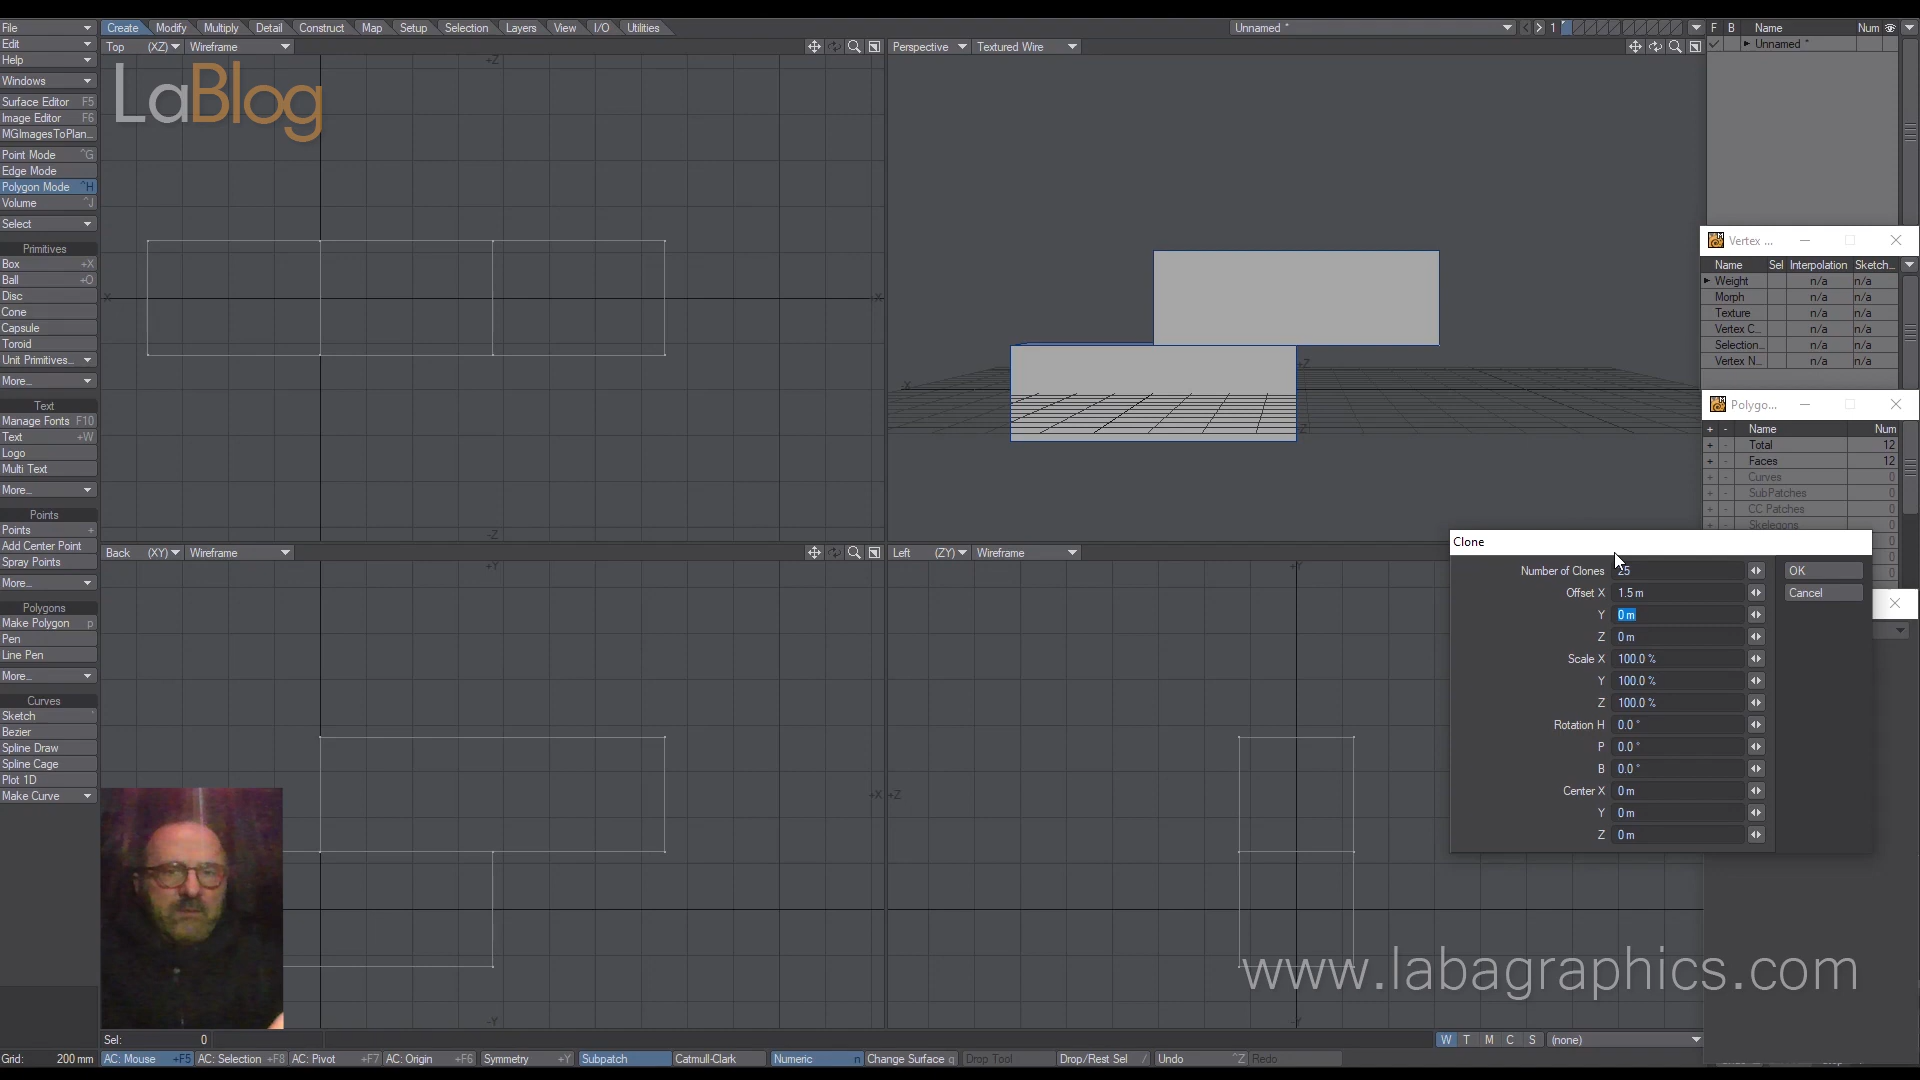 File
Create Modify Multiply Detail Construct Map Setup Selection Layers View I/O Utilities
Unnamed * 1 F B Name Num
Edit
Top (XZ) Wireframe
Perspective Textured Wire
Unnamed *
Help
Windows
LaBlog
Surface Editor F5
Image Editor F6
MGImagesToPlan...
Point Mode ^G
Edge Mode
Polygon Mode ^H
Volume ^J
Select
Primitives
Box +X
Ball +O
Disc
Cone
Capsule
Toroid
Unit Primitives...
More...
Text
Manage Fonts F10
Text +W
Logo
Multi Text
More...
Points
Points +
Add Center Point
Spray Points
More...
Polygons
Make Polygon p
Pen
Line Pen
More...
Curves
Sketch
Bezier
Spline Draw
Spline Cage
Plot 1D
Make Curve
+Z
-Z
Back (XY) Wireframe
Left (ZY) Wireframe
+Y
-Y
+X
+Z
Vertex ...
Name Sel Interpolation Sketch...
Weight n/a n/a
Morph n/a n/a
Texture n/a n/a
Vertex C... n/a n/a
Selection... n/a n/a
Vertex N... n/a n/a
Polygo...
+ - Name Num
+ - Total 12
+ - Faces 12
+ - Curves 0
+ - SubPatches 0
+ - CC Patches 0
+ - Skelegons 0
Clone
Number of Clones 25 OK
Offset X 1.5 m Cancel
Y 0 m
Z 0 m
Scale X 100.0 %
Y 100.0 %
Z 100.0 %
Rotation H 0.0 °
P 0.0 °
B 0.0 °
Center X 0 m
Y 0 m
Z 0 m
www.labagraphics.com
Sel: 0
W T M C S (none)
Grid: 200 mm AC: Mouse +F5 AC: Selection +F8 AC: Pivot +F7 AC: Origin +F6 Symmetry +Y Subpatch Catmull-Clark Numeric n Change Surface q Drop Tool Drop/Rest Sel / Undo ^Z Redo